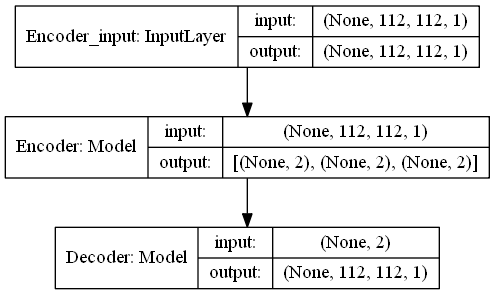 Encoder_input: InputLayer
input:
(None, 112, 112, 1)
output:
(None, 112, 112, 1)
Encoder: Model
input:
(None, 112, 112, 1)
output:
[(None, 2), (None, 2), (None, 2)]
Decoder: Model
input:
(None, 2)
output:
(None, 112, 112, 1)